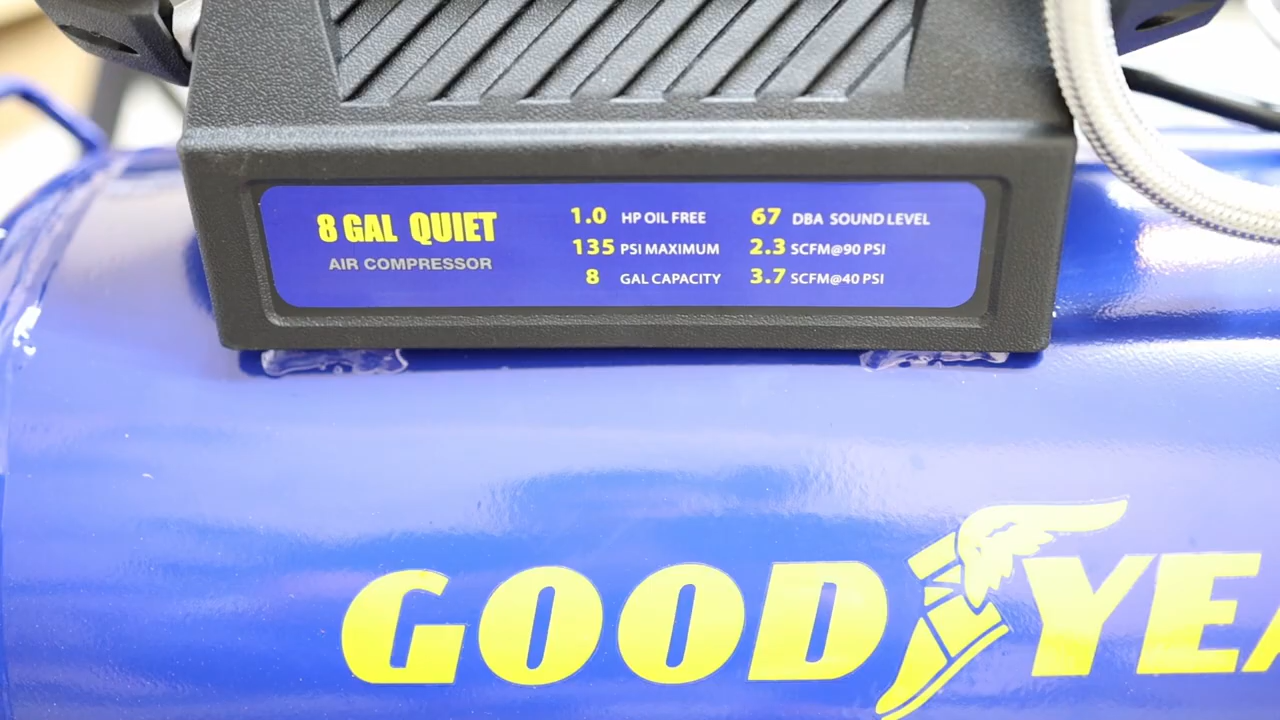 8 GAL QUIET
AIR COMPRESSOR
1.0 HP OIL FREE
135 PSI MAXIMUM
8 GAL CAPACITY
67 DBA SOUND LEVEL
2.3 SCFM@90 PSI
3.7 SCFM@40 PSI
GOODYEA